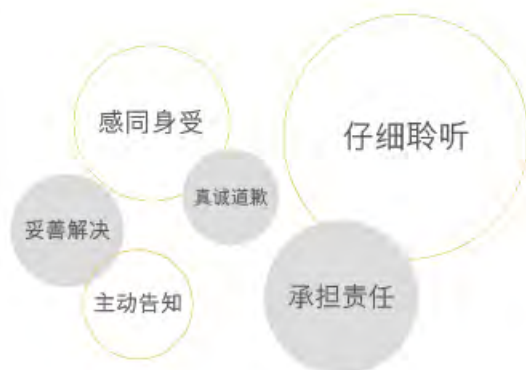 感同身受
仔细聆听
真诚道歉
妥善解决
主动告知
承担责任